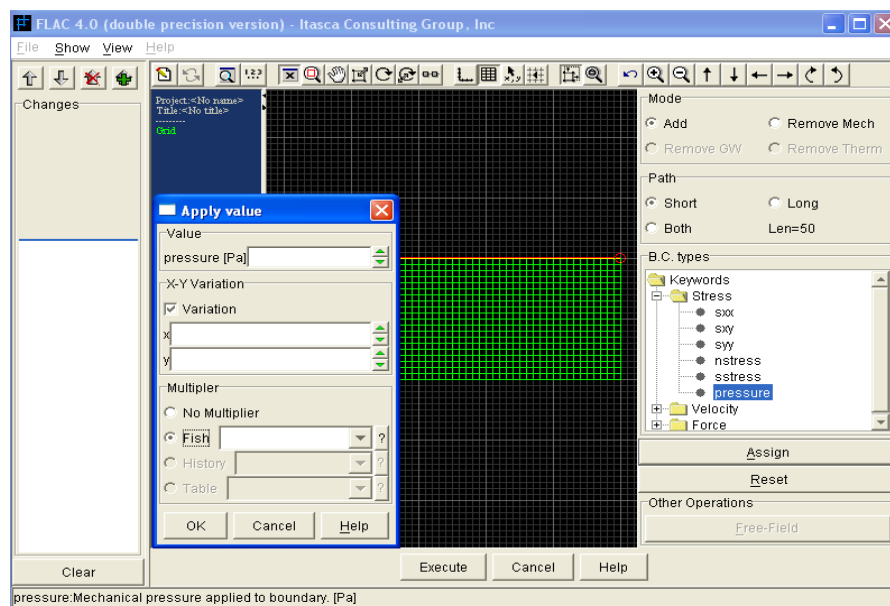 FLAC 4.0 (double precision version) - Itasca Consulting Group, Inc
File Show View Help
Changes
Clear
1 2 3
Project:<No name>
Title:<No title>
Grid
Apply value
Value
pressure [Pa]
X-Y Variation
Variation
x
y
Multipler
No Multiplier
Fish ?
History ?
Table ?
OK Cancel Help
Mode
Add Remove Mech
Remove GW Remove Therm
Path
Short Long
Both Len=50
B.C. types
Keywords
Stress
sxx
sxy
syy
nstress
sstress
pressure
Velocity
Force
Assign
Reset
Other Operations
Free-Field
Execute Cancel Help
pressure:Mechanical pressure applied to boundary. [Pa]